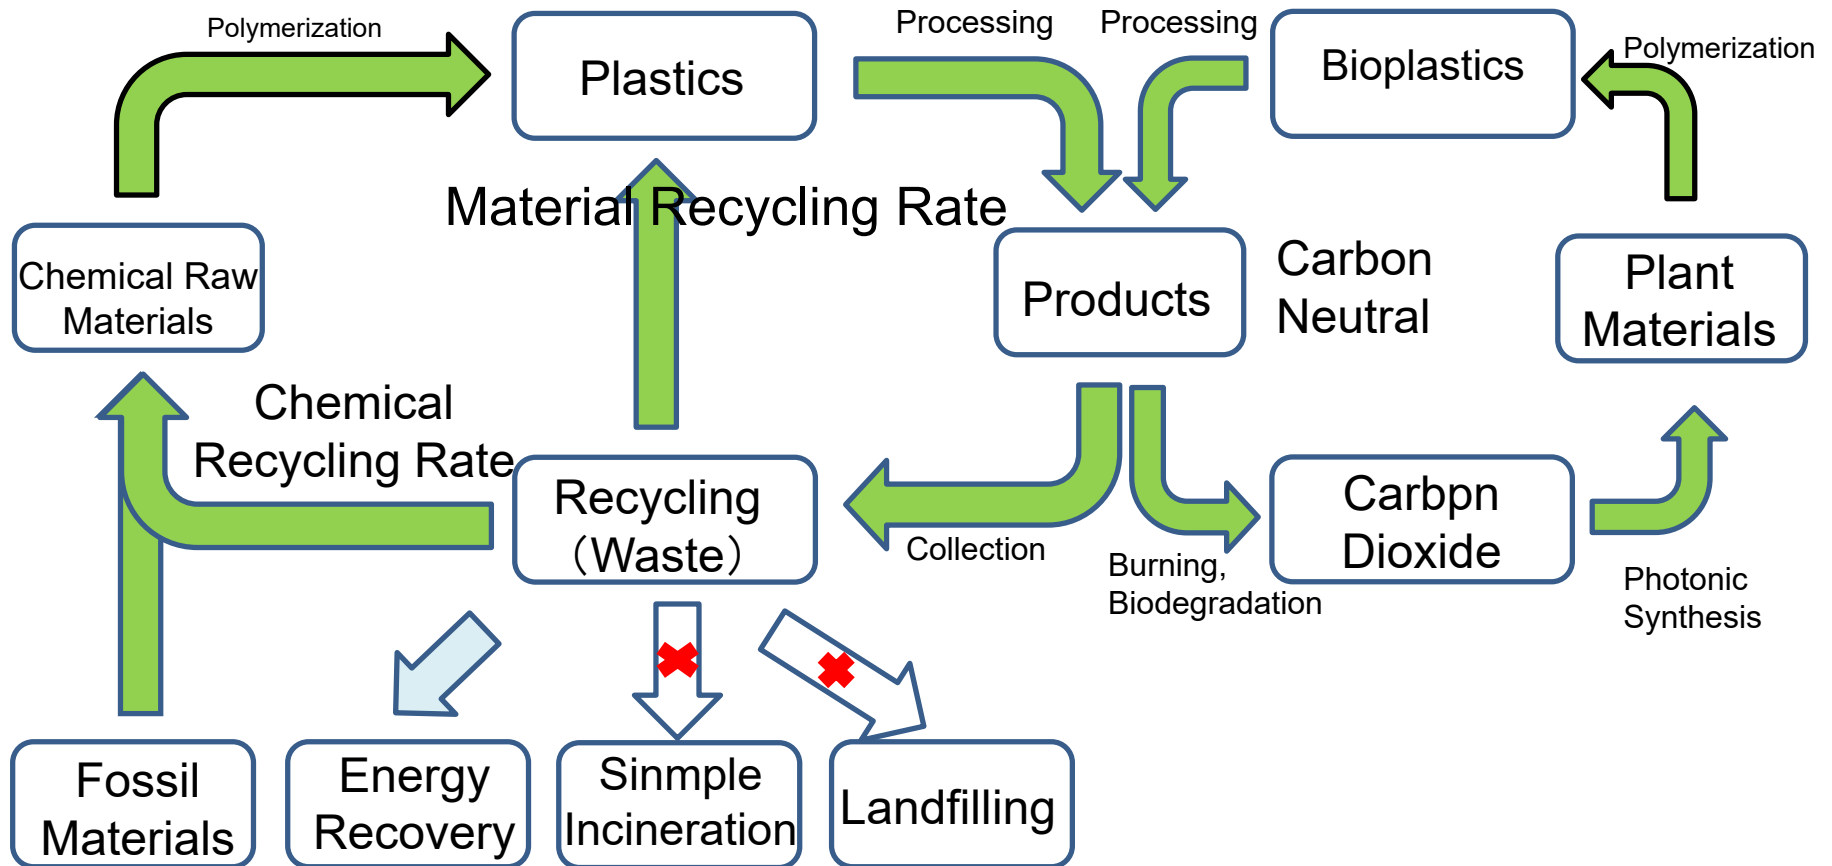 Polymerization
Plastics
Processing
Processing
Bioplastics
Polymerization
Material Recycling Rate
Chemical Raw
Materials
Products
Carbon
Neutral
Plant
Materials
Chemical
Recycling Rate
Recycling
（Waste）
Collection
Burning,
Biodegradation
Carbpn
Dioxide
Photonic
Synthesis
Fossil
Materials
Energy
Recovery
Sinmple
Incineration
Landfilling